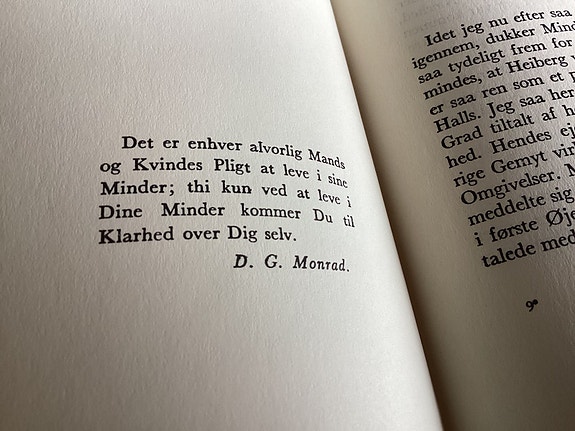 Det er enhver alvorlig Mands
og Kvindes Pligt at leve i sine
Minder; thi kun ved at leve i
Dine Minder kommer Du til
Klarhed over Dig selv.
D. G. Monrad.
Idet jeg nu efter saa
igennem, dukker Mind
saa tydeligt frem for
mindes, at Heiberg v
er saa ren som et p
Halls. Jeg saa her
Grad tiltalt af h
hed. Hendes ej
rige Gemyt vir
Omgivelser. M
meddelte sig
i første Øje
talede med
9*